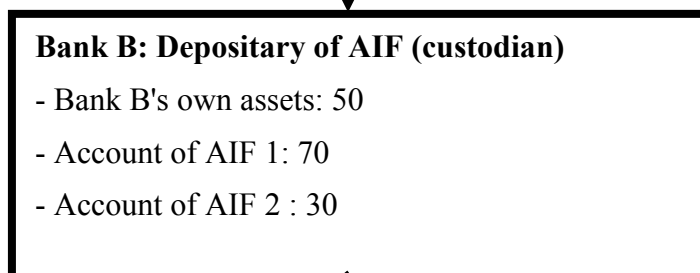 Bank B: Depositary of AIF (custodian)
- Bank B's own assets: 50
- Account of AIF 1: 70
- Account of AIF 2 : 30